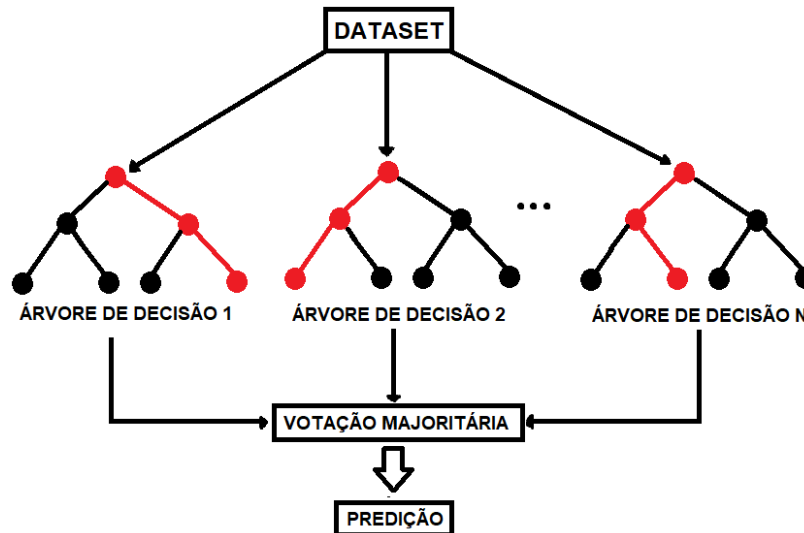 DATASET
...
ÁRVORE DE DECISÃO 1
ÁRVORE DE DECISÃO 2
ÁRVORE DE DECISÃO N
VOTAÇÃO MAJORITÁRIA
PREDIÇÃO